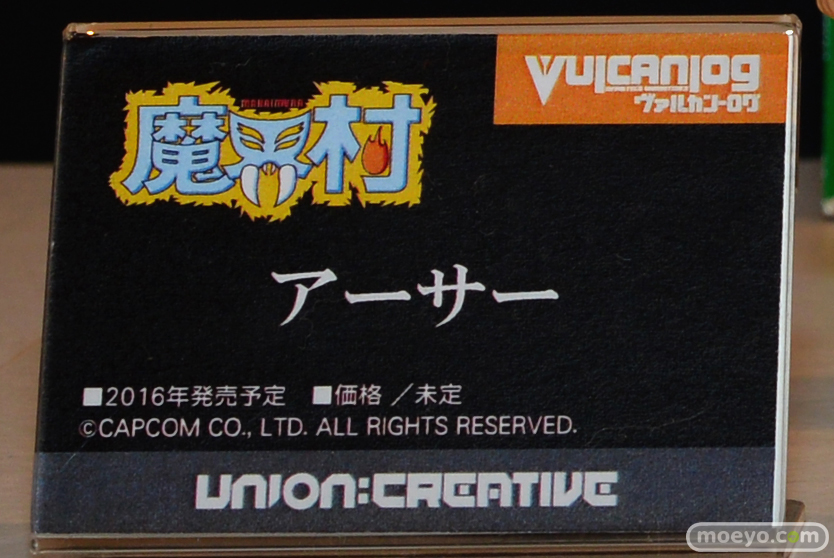 Vulcanlog
ヴァルカンーログ
魔界村
アーサー
■2016年発売予定 ■価格／未定
©CAPCOM CO., LTD. ALL RIGHTS RESERVED.
UNION:CREATIVE
moeyo.com